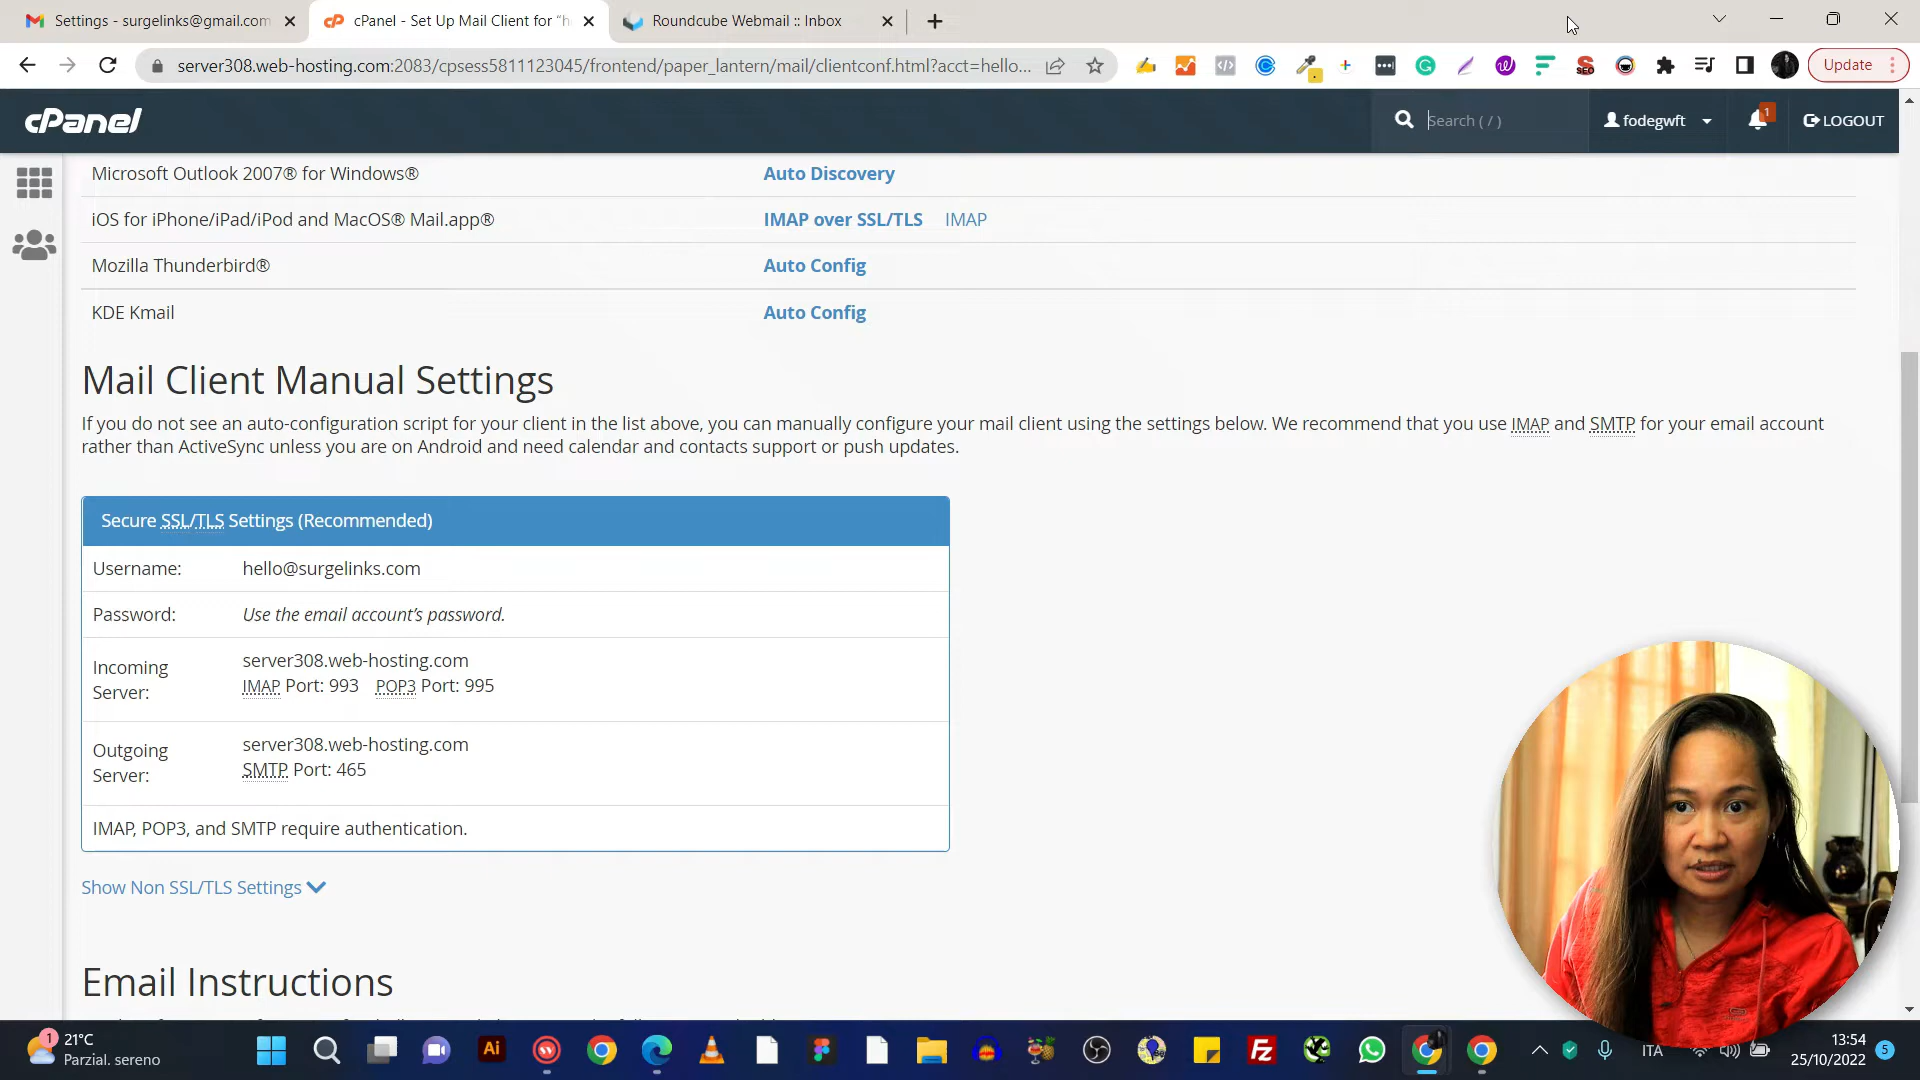 Settings - surgelinks@gmail.com
cPanel - Set Up Mail Client for "h
Roundcube Webmail :: Inbox
server308.web-hosting.com:2083/cpsess5811123045/frontend/paper_lantern/mail/clientconf.html?acct=hello...
Update
cPanel
Search ( / )
fodegwft
1
LOGOUT
Microsoft Outlook 2007® for Windows®
Auto Discovery
iOS for iPhone/iPad/iPod and MacOS® Mail.app®
IMAP over SSL/TLS IMAP
Mozilla Thunderbird®
Auto Config
KDE Kmail
Auto Config
Mail Client Manual Settings
If you do not see an auto-configuration script for your client in the list above, you can manually configure your mail client using the settings below. We recommend that you use IMAP and SMTP for your email account
rather than ActiveSync unless you are on Android and need calendar and contacts support or push updates.
Secure SSL/TLS Settings (Recommended)
Username: hello@surgelinks.com
Password: Use the email account's password.
Incoming
Server:
server308.web-hosting.com
IMAP Port: 993 POP3 Port: 995
Outgoing
Server:
server308.web-hosting.com
SMTP Port: 465
IMAP, POP3, and SMTP require authentication.
Show Non SSL/TLS Settings
Email Instructions
1
21°C
Parzial. sereno
Ai
Fz
ITA
13:54
25/10/2022
5